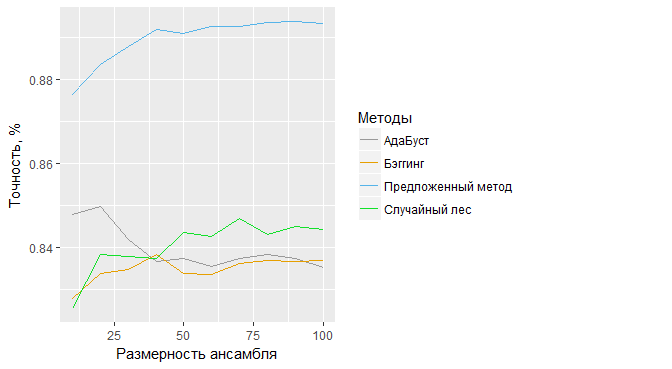 Точность, %
0.88
0.86
0.84
25
50
75
100
Размерность ансамбля
Методы
АдаБуст
Бэггинг
Предложенный метод
Случайный лес